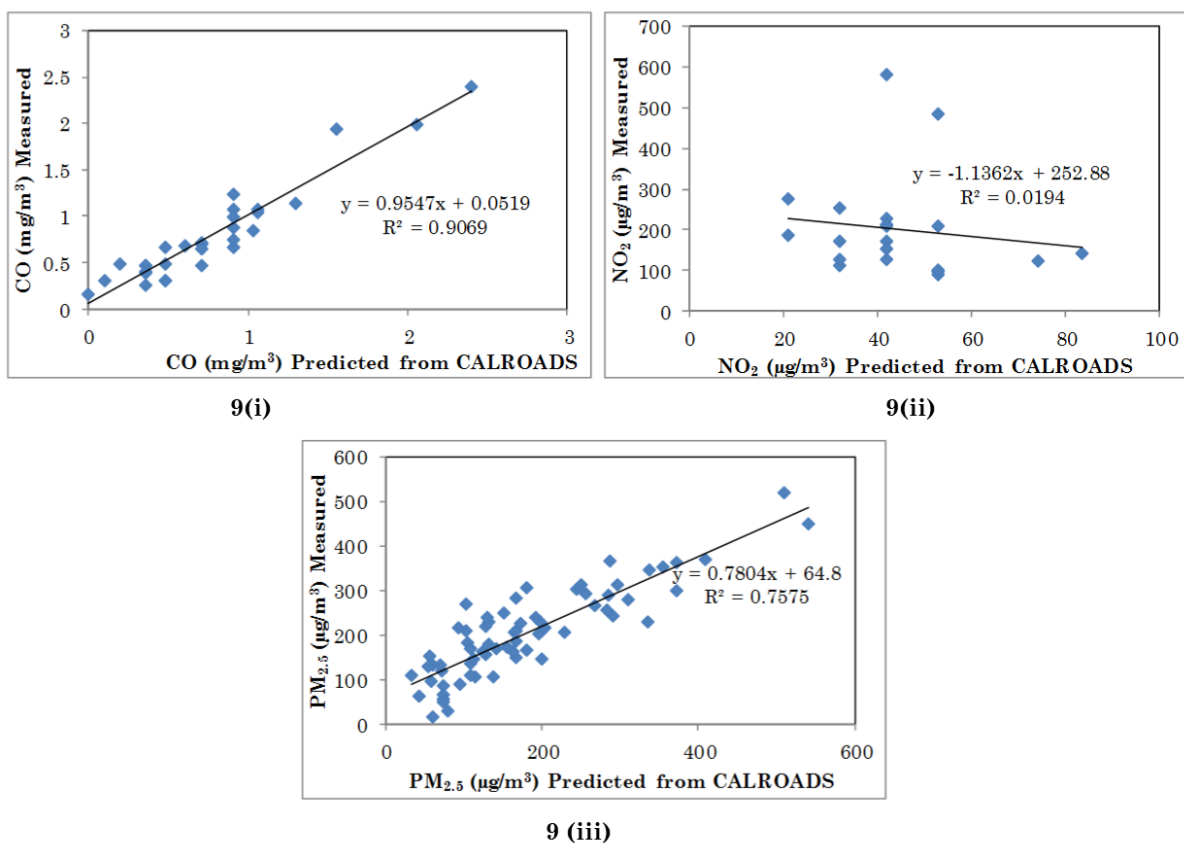 3
2.5
2
1.5
1
0.5
0
CO (mg/m³) Measured
y = 0.9547x + 0.0519
R² = 0.9069
0 1 2 3
CO (mg/m³) Predicted from CALROADS
9(i)
700
600
500
400
300
200
100
0
NO₂ (µg/m³) Measured
y = -1.1362x + 252.88
R² = 0.0194
0 20 40 60 80 100
NO₂ (µg/m³) Predicted from CALROADS
9(ii)
600
500
400
300
200
100
0
PM₂.₅ (µg/m³) Measured
y = 0.7804x + 64.8
R² = 0.7575
0 200 400 600
PM₂.₅ (µg/m³) Predicted from CALROADS
9 (iii)